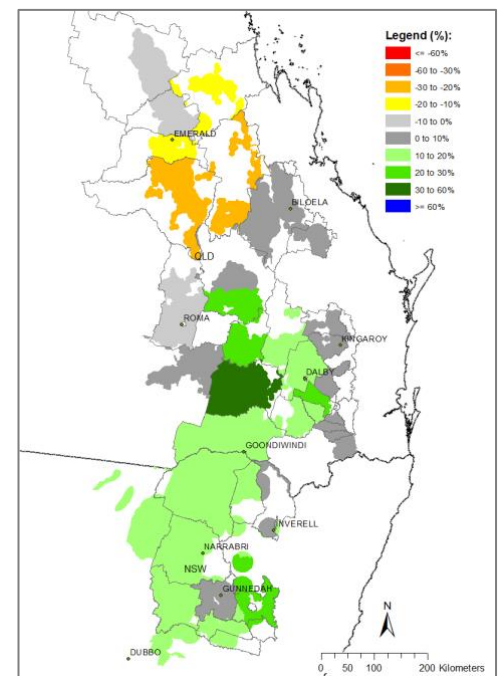 Legend (%):
<= -60%
-60 to -30%
-30 to -20%
-20 to -10%
-10 to 0%
0 to 10%
10 to 20%
20 to 30%
30 to 60%
>= 60%
EMERALD
BILOELA
QLD
ROMA
KINGAROY
DALBY
GOONDIWINDI
INVERELL
NARRABRI
NSW
GUNNEDAH
N
DUBBO
0 50 100 200 Kilometers